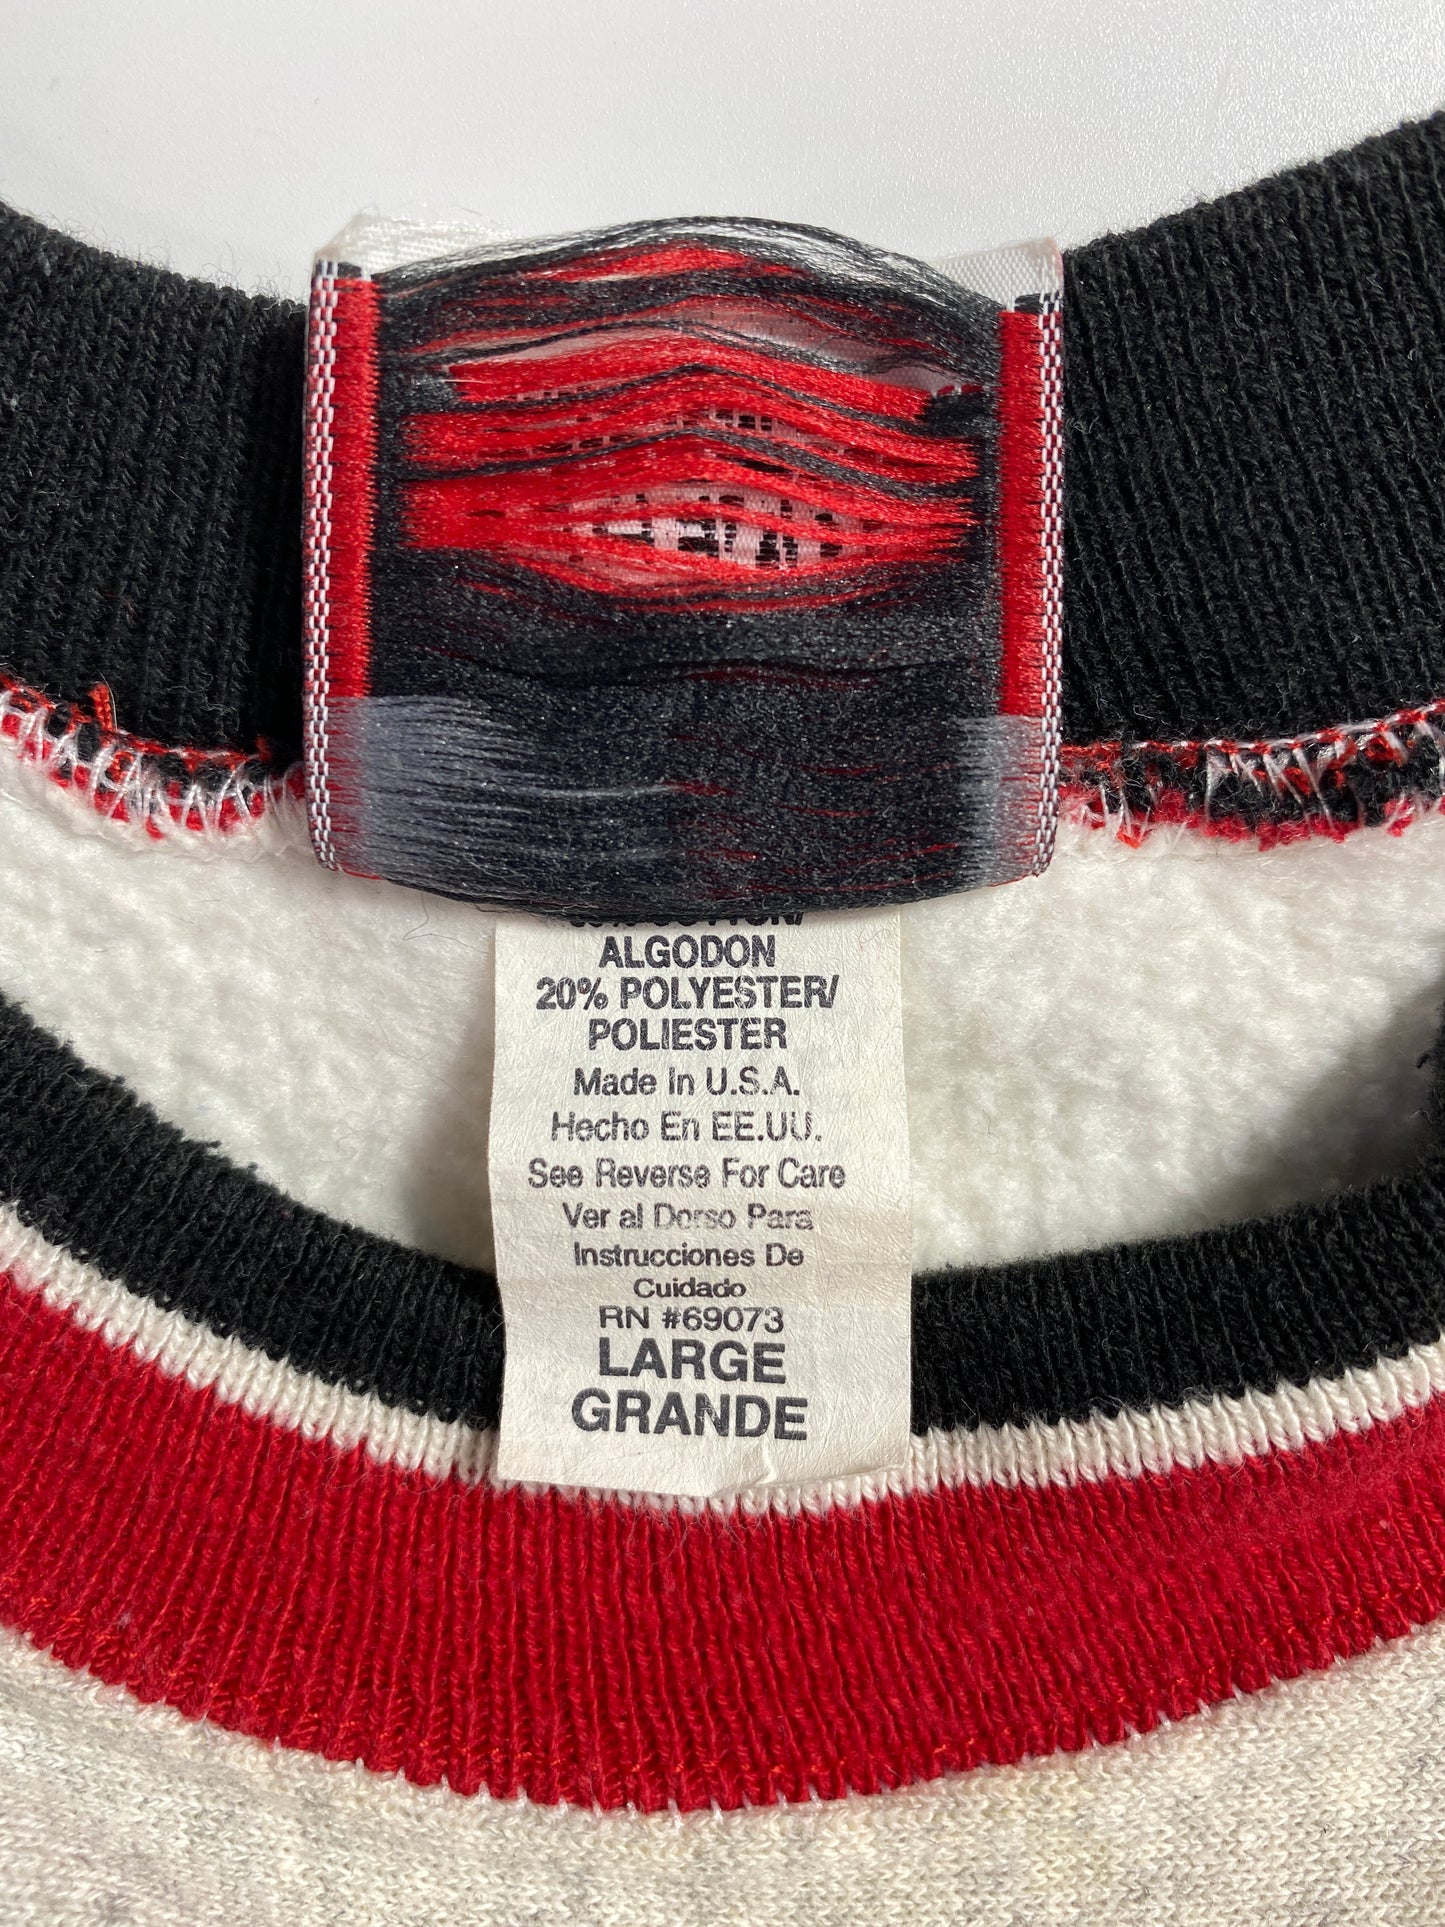 ALGODON
20% POLYESTER/
POLIESTER
Made In U.S.A.
Hecho En EE.UU.
See Reverse For Care
Ver al Dorso Para
Instrucciones De
Cuidado
RN #69073
LARGE
GRANDE